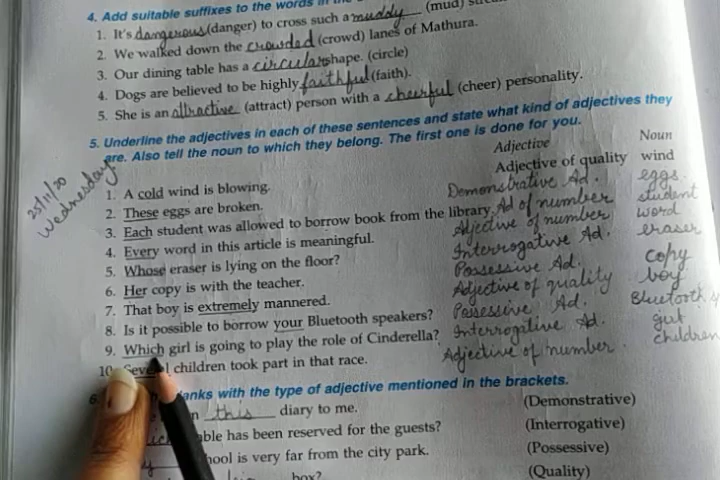 4. Add suitable suffixes to the words in the
1. It's dangerous (danger) to cross such a muddy (mud)
2. We walked down the crowded (crowd) lanes of Mathura.
3. Our dining table has a circular shape. (circle)
4. Dogs are believed to be highly faithful (faith).
5. She is an attractive (attract) person with a cheerful (cheer) personality.
5. Underline the adjectives in each of these sentences and state what kind of adjectives they
are. Also tell the noun to which they belong. The first one is done for you.
25/11/20
Wednesday
Adjective Noun
1. A cold wind is blowing. Adjective of quality wind
2. These eggs are broken. Demonstrative Ad. eggs.
3. Each student was allowed to borrow book from the library. Ad of number student
4. Every word in this article is meaningful. Adjective of number word
5. Whose eraser is lying on the floor? Interrogative Ad. eraser
6. Her copy is with the teacher. Possessive Ad. copy
7. That boy is extremely mannered. Adjective of quality boy
8. Is it possible to borrow your Bluetooth speakers? Possessive Ad.
9. Which girl is going to play the role of Cinderella? Interrogative Ad.
10. Several children took part in that race. Adjective of number. children
6. blanks with the type of adjective mentioned in the brackets.
this diary to me. (Demonstrative)
table has been reserved for the guests? (Interrogative)
is very far from the city park. (Possessive)
box? (Quality)